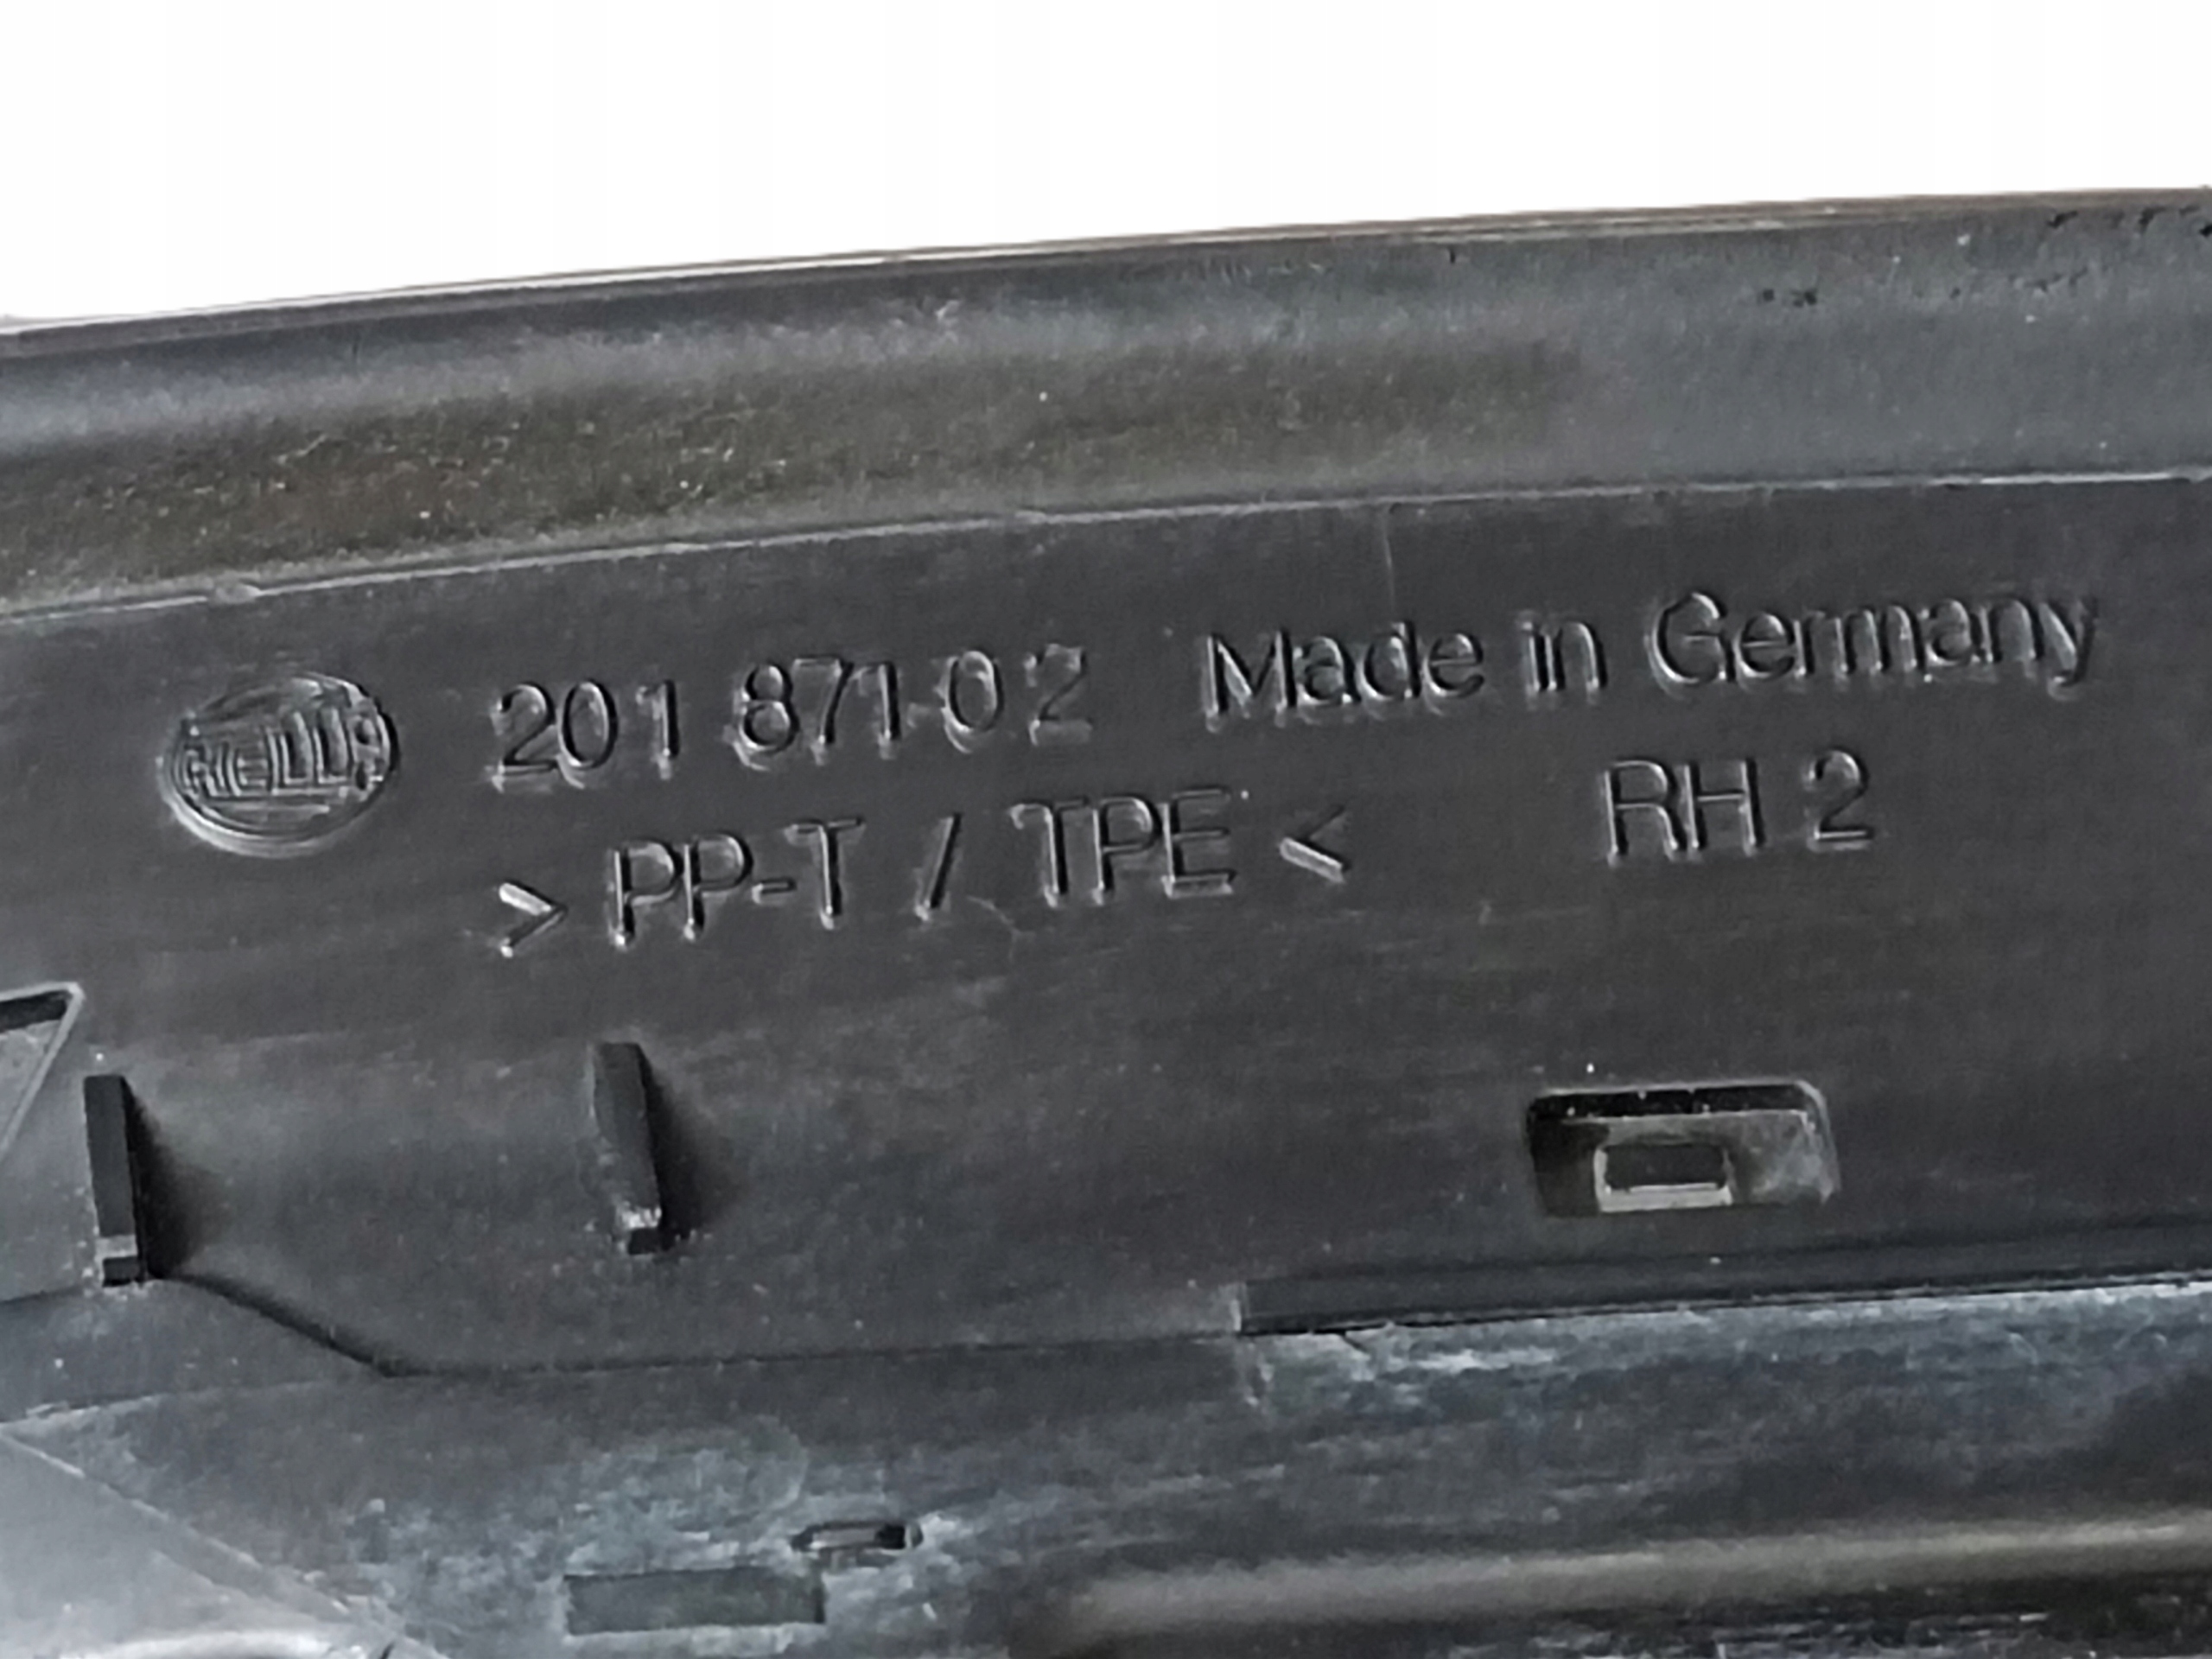 HELLA 201 871-02 Made in Germany
>PP-T / TPE< RH 2